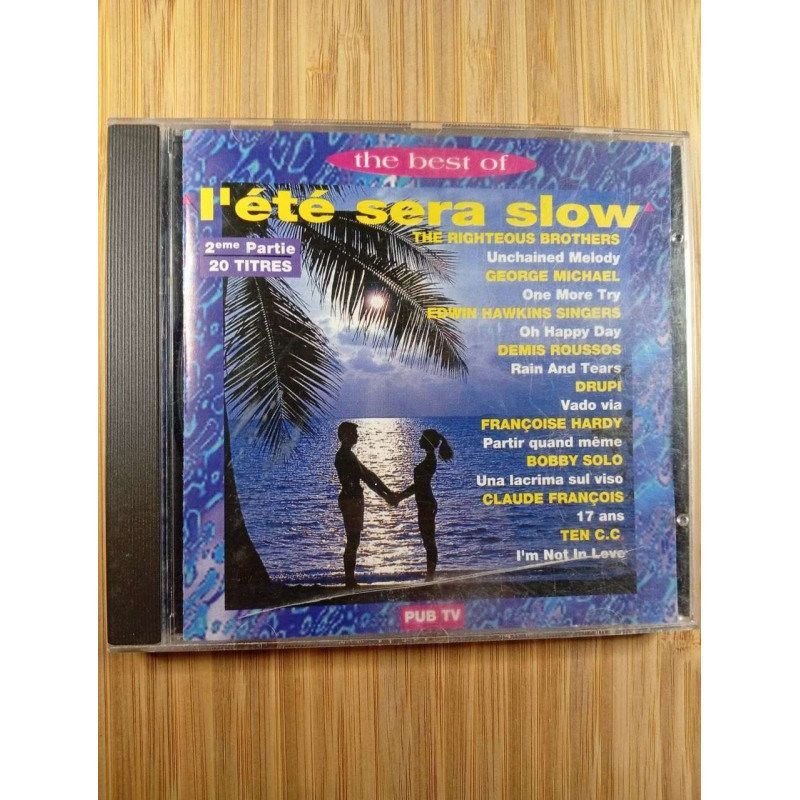 the best of
"l'été sera slow"
2eme Partie
20 TITRES
THE RIGHTEOUS BROTHERS
Unchained Melody
GEORGE MICHAEL
One More Try
EDWIN HAWKINS SINGERS
Oh Happy Day
DEMIS ROUSSOS
Rain And Tears
DRUPI
Vado via
FRANÇOISE HARDY
Partir quand même
BOBBY SOLO
Una lacrima sul viso
CLAUDE FRANÇOIS
17 ans
TEN C.C
I'm Not In Love
PUB TV